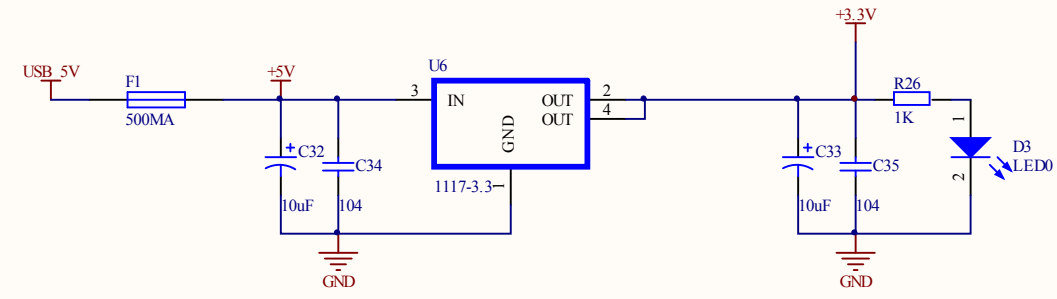 +3.3V
USB_5V
F1
+5V
U6
500MA
3
IN
OUT
2
OUT
4
GND
1
1117-3.3
+
C32
C34
10uF
104
GND
R26
1K
+
C33
C35
10uF
104
GND
1
2
D3
LED0